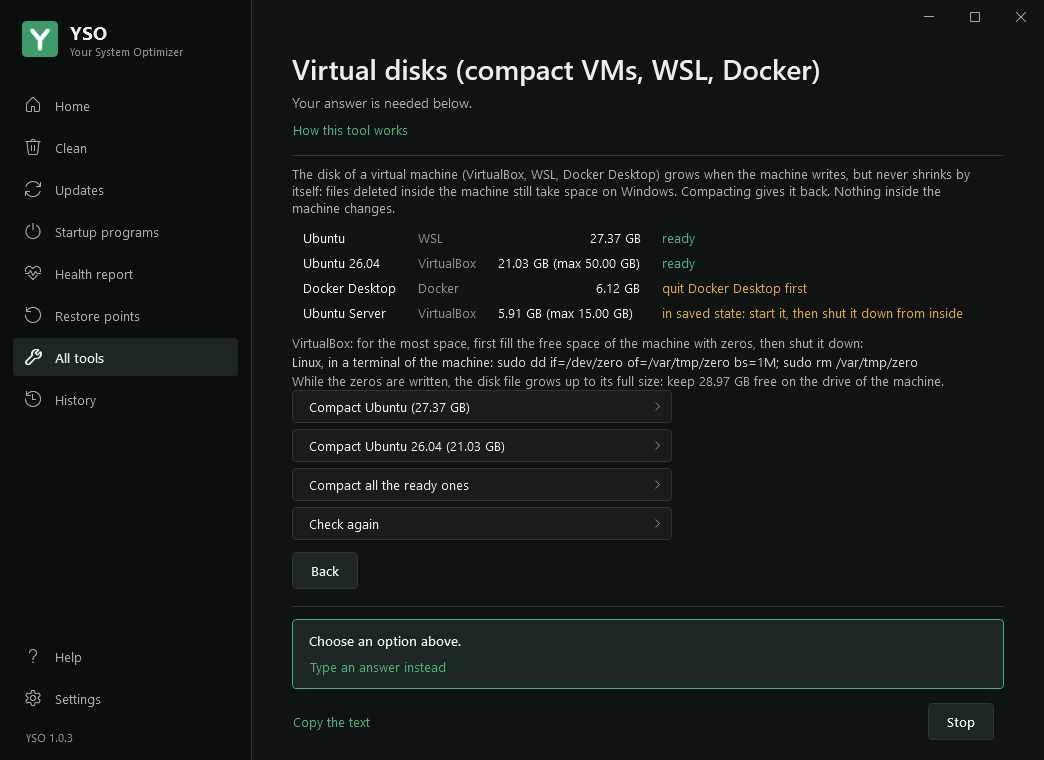 YSO
Your System Optimizer
Home
Clean
Updates
Startup programs
Health report
Restore points
All tools
History
Help
Settings
YSO 1.0.3
Virtual disks (compact VMs, WSL, Docker)
Your answer is needed below.
How this tool works
The disk of a virtual machine (VirtualBox, WSL, Docker Desktop) grows when the machine writes, but never shrinks by
itself: files deleted inside the machine still take space on Windows. Compacting gives it back. Nothing inside the
machine changes.
Ubuntu WSL 27.37 GB ready
Ubuntu 26.04 VirtualBox 21.03 GB (max 50.00 GB) ready
Docker Desktop Docker 6.12 GB quit Docker Desktop first
Ubuntu Server VirtualBox 5.91 GB (max 15.00 GB) in saved state: start it, then shut it down from inside
VirtualBox: for the most space, first fill the free space of the machine with zeros, then shut it down:
Linux, in a terminal of the machine: sudo dd if=/dev/zero of=/var/tmp/zero bs=1M; sudo rm /var/tmp/zero
While the zeros are written, the disk file grows up to its full size: keep 28.97 GB free on the drive of the machine.
Compact Ubuntu (27.37 GB)
Compact Ubuntu 26.04 (21.03 GB)
Compact all the ready ones
Check again
Back
Choose an option above.
Type an answer instead
Copy the text
Stop